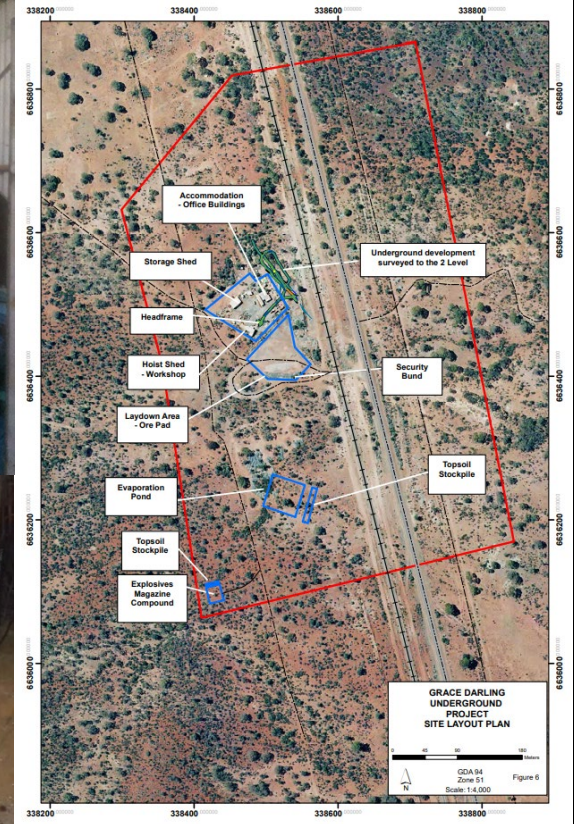 338200
338400
338600
338800
6636800
6636800
Accommodation
- Office Buildings
6636600
6636600
Storage Shed
Underground development
surveyed to the 2 Level
Headframe
Hoist Shed
- Workshop
Security
Bund
6636400
6636400
Laydown Area
- Ore Pad
Topsoil
Stockpile
Evaporation
Pond
6636200
6636200
Topsoil
Stockpile
Explosives
Magazine
Compound
6636000
6636000
GRACE DARLING
UNDERGROUND
PROJECT
SITE LAYOUT PLAN
0 45 90 180
Meters
N
GDA 94
Zone 51
Scale: 1:4,000
Figure 6
338200
338400
338600
338800